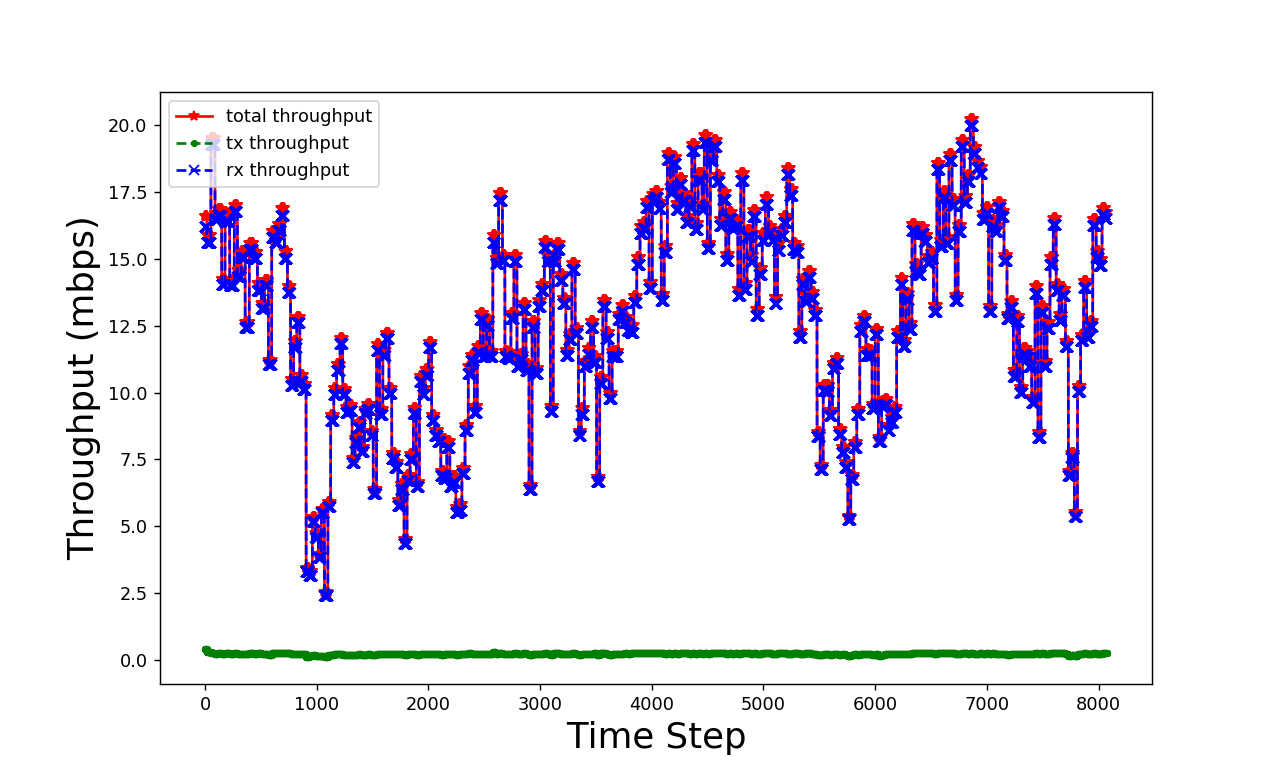 total throughput
tx throughput
rx throughput
20.0
17.5
15.0
12.5
10.0
7.5
5.0
2.5
0.0
Throughput (mbps)
0 1000 2000 3000 4000 5000 6000 7000 8000
Time Step